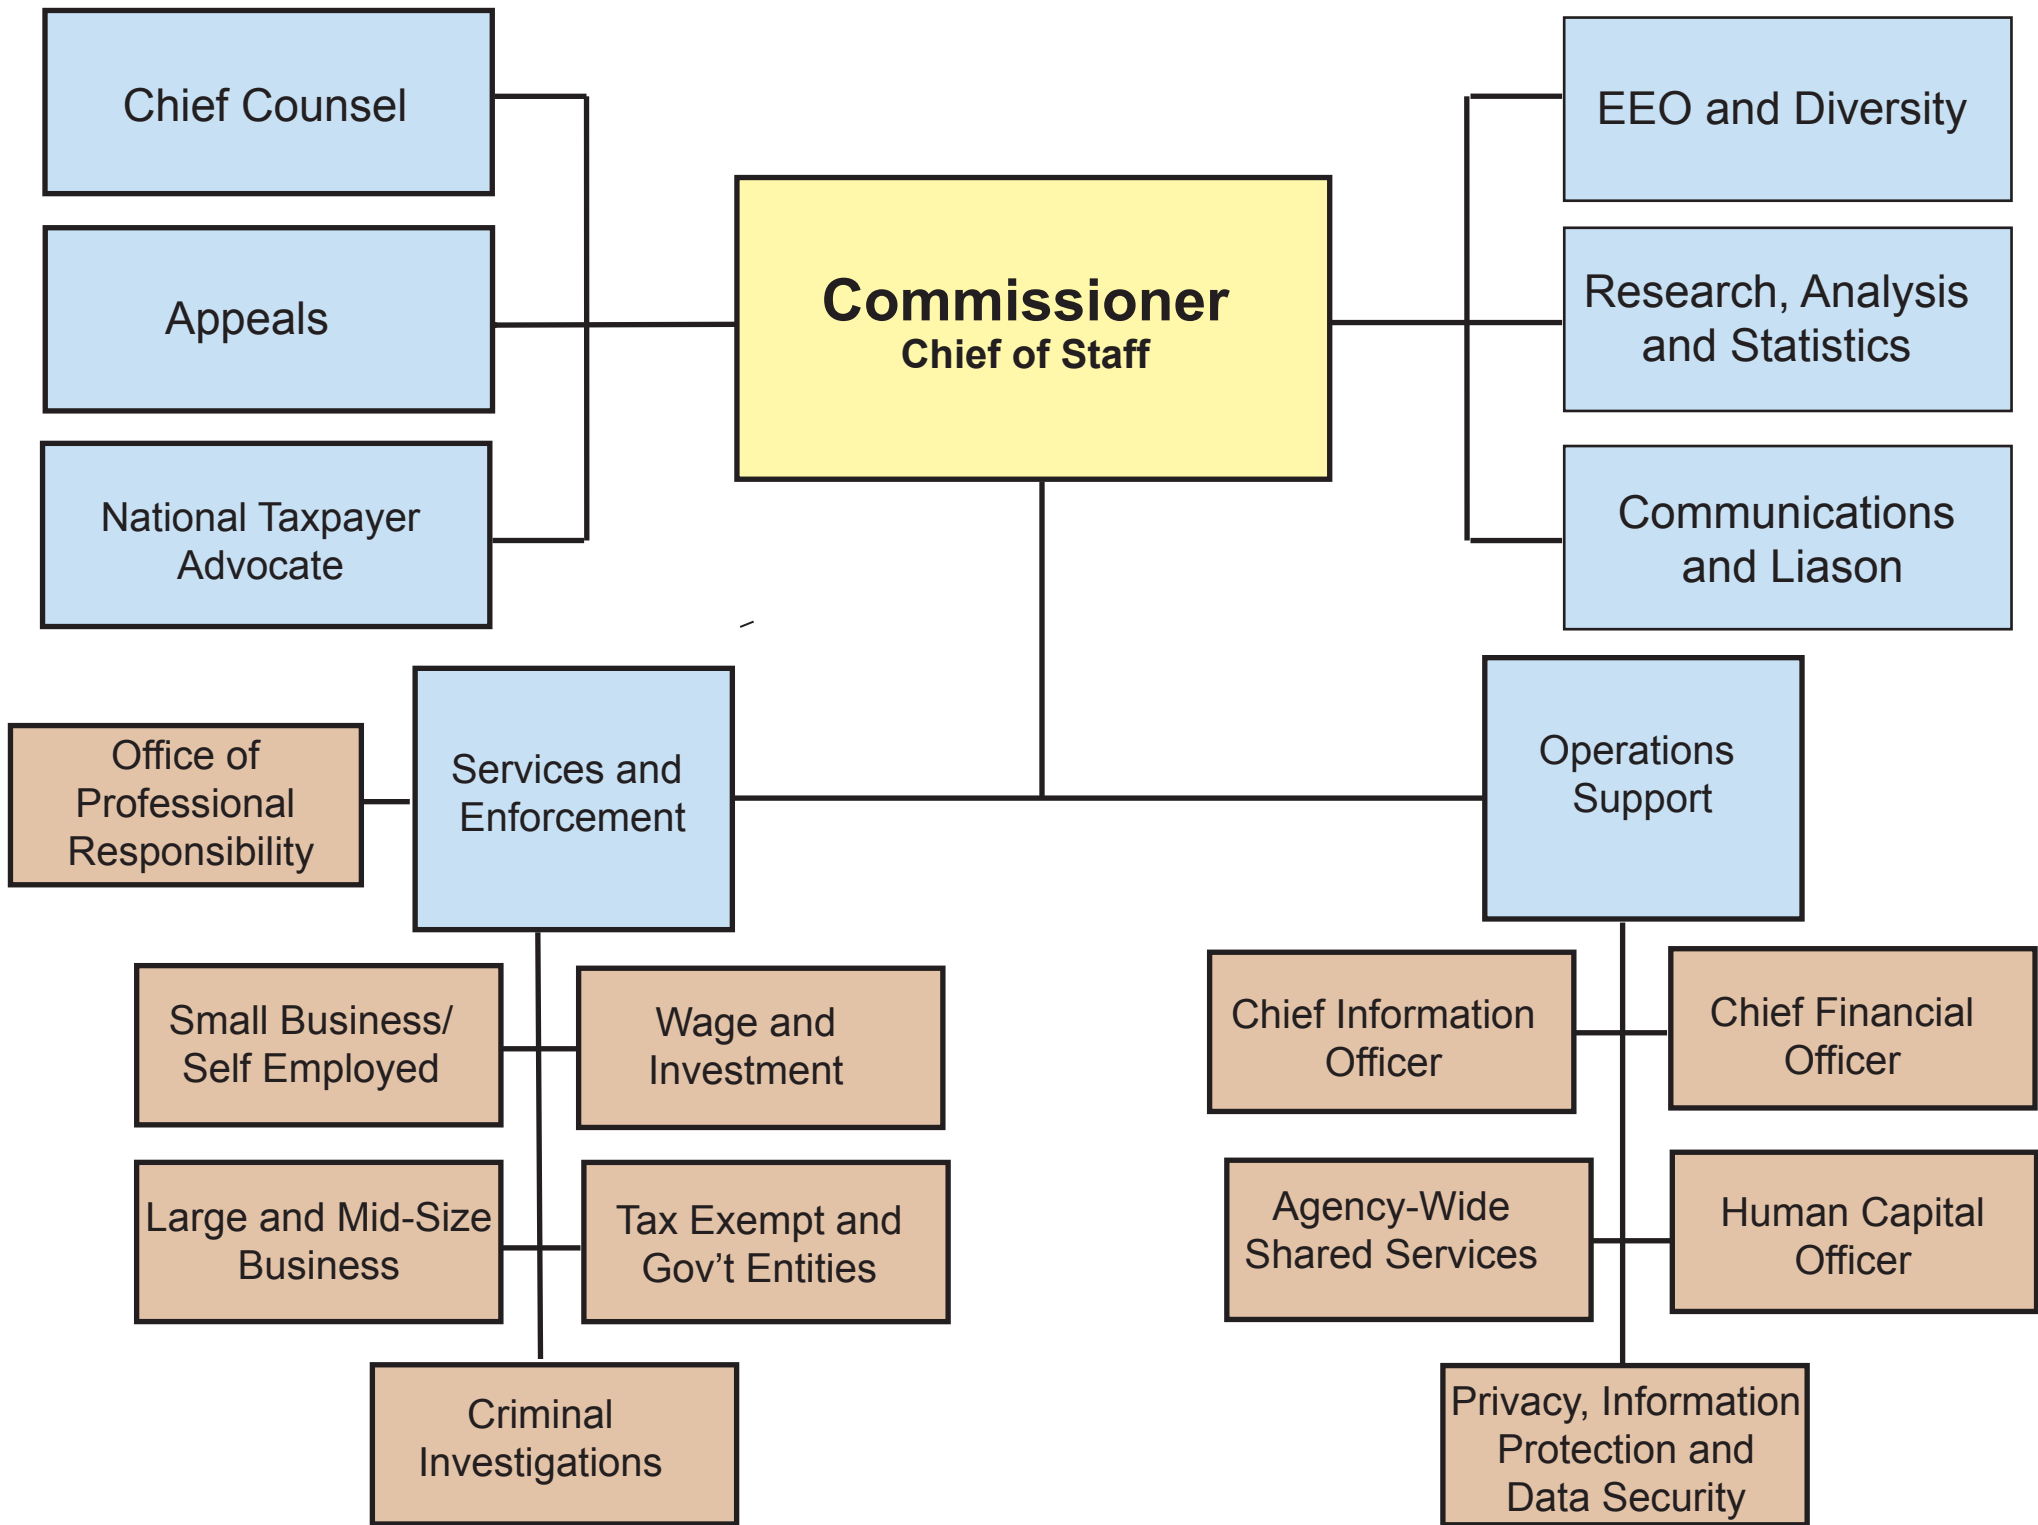 Chief Counsel
EEO and Diversity
Commissioner
Chief of Staff
Appeals
Research, Analysis
and Statistics
National Taxpayer
Advocate
Communications
and Liason
Office of
Professional
Responsibility
Services and
Enforcement
Operations
Support
Small Business/
Self Employed
Wage and
Investment
Chief Information
Officer
Chief Financial
Officer
Large and Mid-Size
Business
Tax Exempt and
Gov’t Entities
Agency-Wide
Shared Services
Human Capital
Officer
Criminal
Investigations
Privacy, Information
Protection and
Data Security